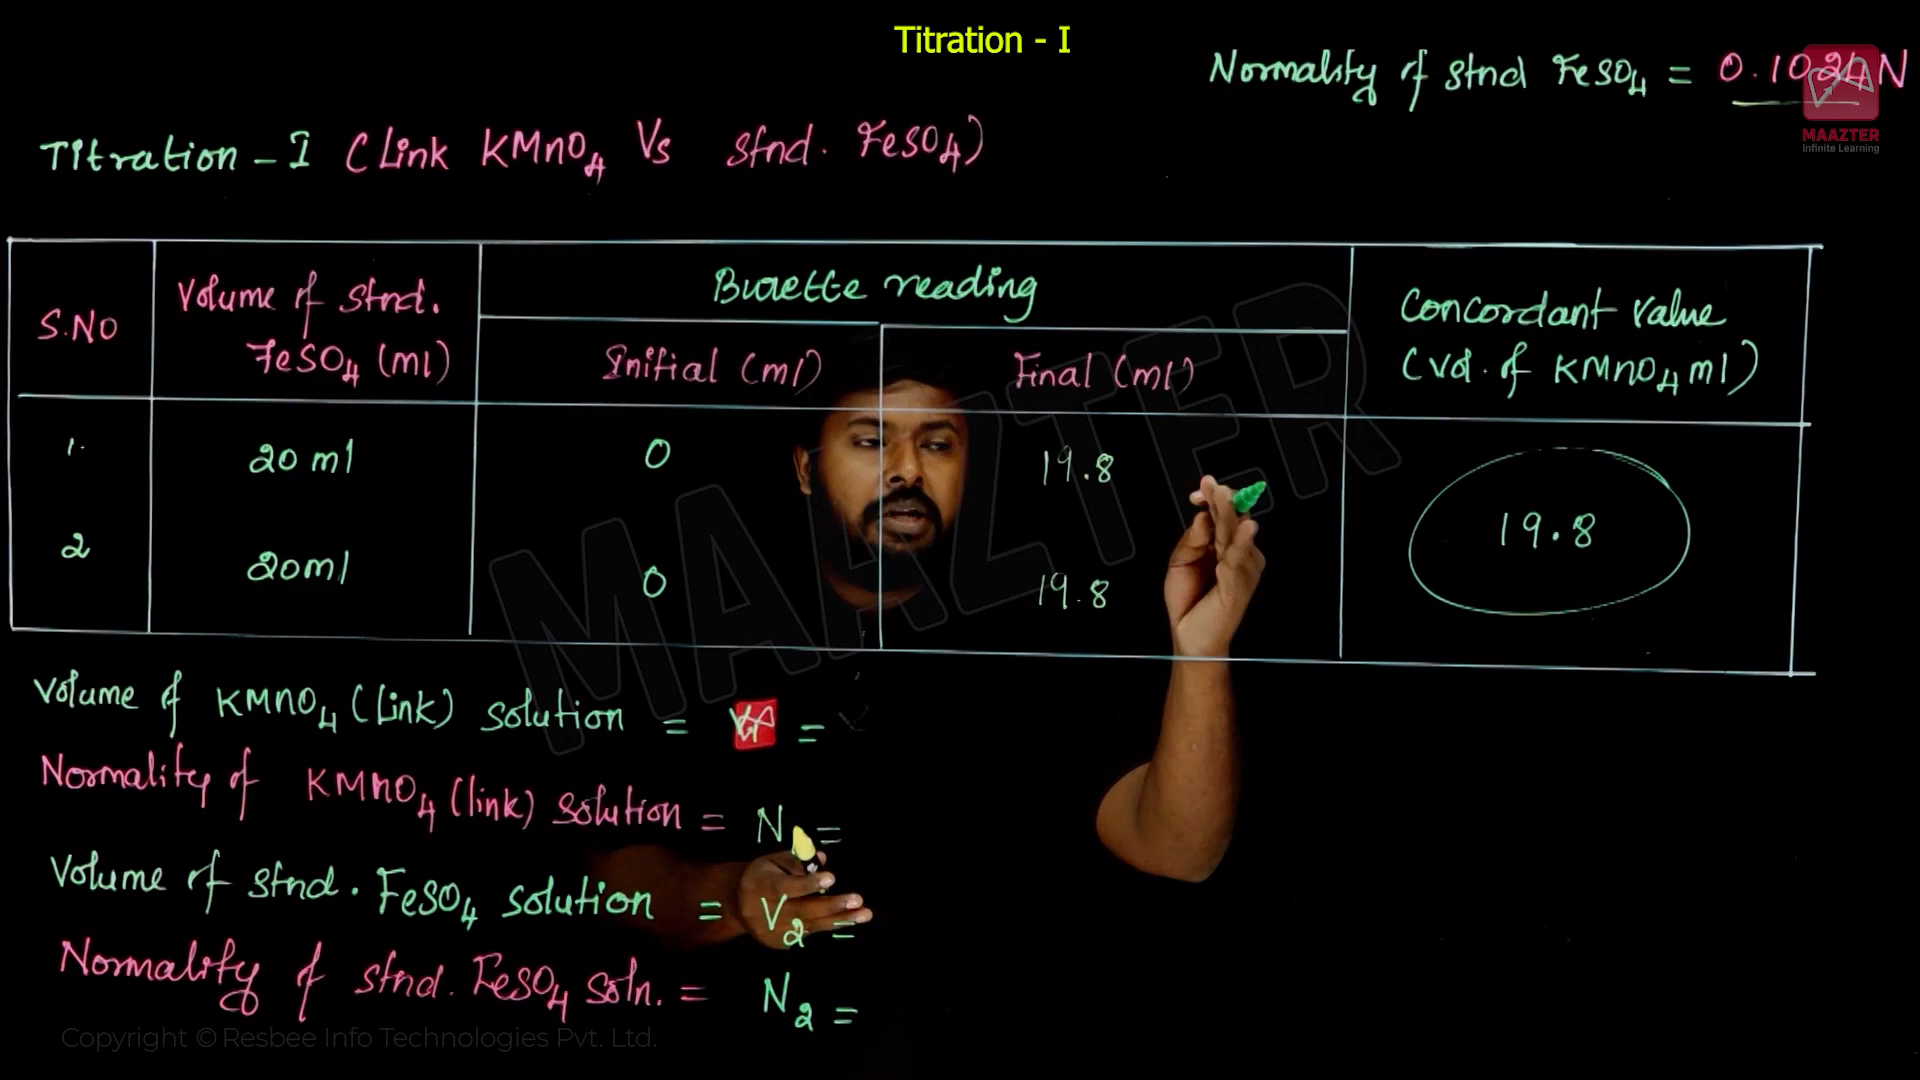 Titration - I
Normality of stnd FeSO4 = 0.1024 N
MAAZTER
Infinite Learning
Titration - I (Link KMnO4 Vs stnd. FeSO4)
S.NO
Volume of stnd. FeSO4 (ml)
Burette reading
Initial (ml)
Final (ml)
Concordant Value
(Vol. of KMnO4 ml)
1. 20 ml 0 19.8
19.8
2 20ml 0 19.8
MAAZTER
Volume of KMnO4 (Link) solution = =
Normality of KMnO4 (link) solution = N =
Volume of stnd. FeSO4 solution = V2 =
Normality of stnd. FeSO4 soln. = N2 =
Copyright © Resbee Info Technologies Pvt. Ltd.